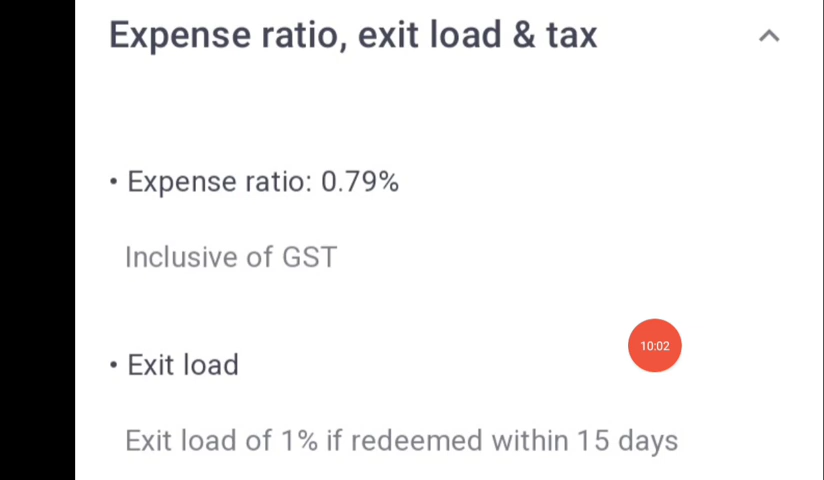 Expense ratio, exit load & tax
• Expense ratio: 0.79%
Inclusive of GST
10:02
• Exit load
Exit load of 1% if redeemed within 15 days